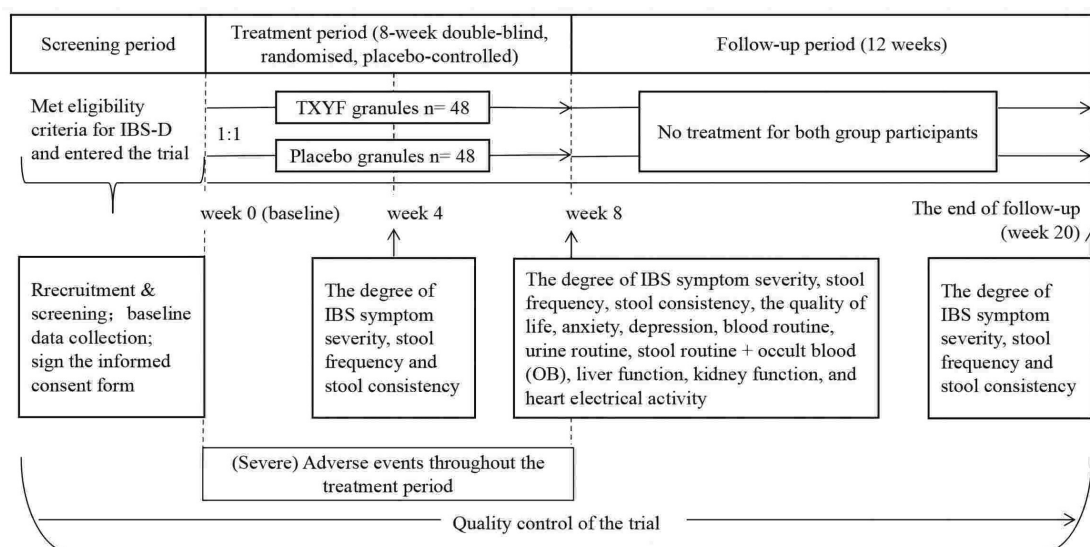 Screening period
Treatment period (8-week double-blind,
randomised, placebo-controlled)
Follow-up period (12 weeks)
Met eligibility
criteria for IBS-D
and entered the trial
1:1
TXYF granules n= 48
Placebo granules n= 48
No treatment for both group participants
week 0 (baseline)
week 4
week 8
The end of follow-up
(week 20)
Rrecruitment &
screening；baseline
data collection;
sign the informed
consent form
The degree of
IBS symptom
severity, stool
frequency and
stool consistency
The degree of IBS symptom severity, stool
frequency, stool consistency, the quality of
life, anxiety, depression, blood routine,
urine routine, stool routine + occult blood
(OB), liver function, kidney function, and
heart electrical activity
The degree of
IBS symptom
severity, stool
frequency and
stool consistency
(Severe) Adverse events throughout the
treatment period
Quality control of the trial